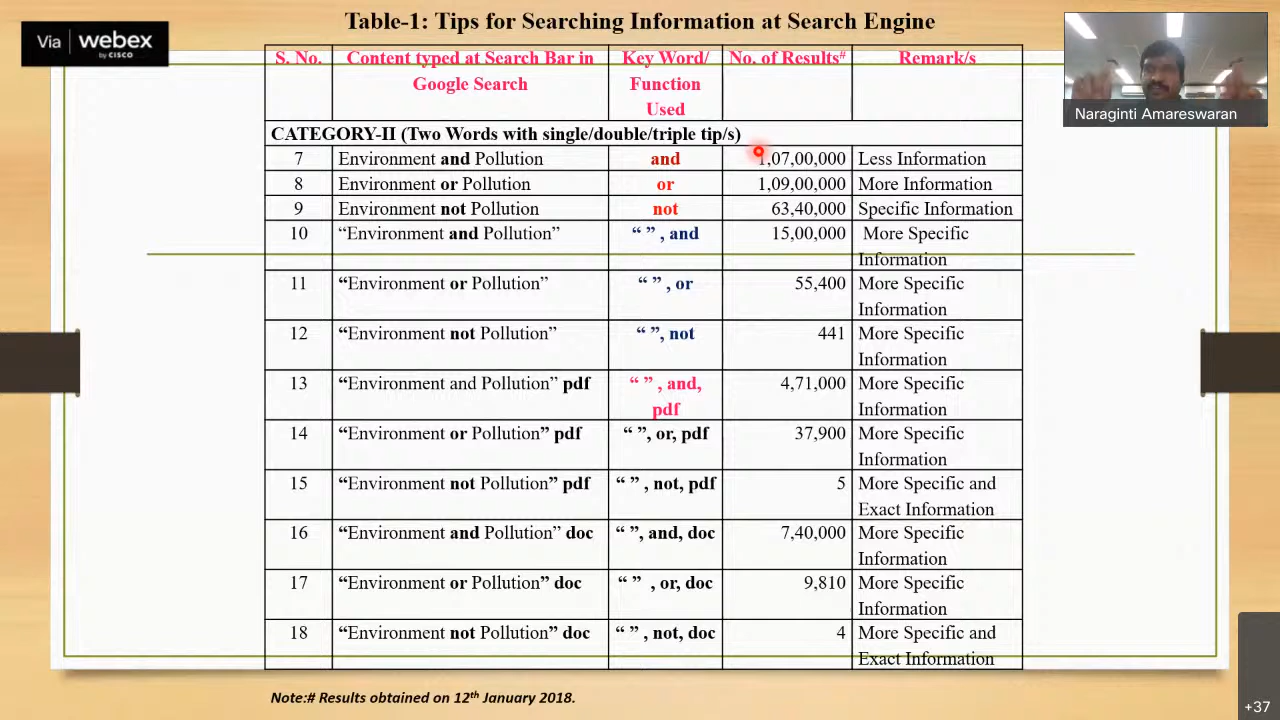 Table-1: Tips for Searching Information at Search Engine
Via webex
by CISCO
Naraginti Amareswaran
S. No. Content typed at Search Bar in Google Search Key Word/ Function Used No. of Results# Remark/s
CATEGORY-II (Two Words with single/double/triple tip/s)
7 Environment and Pollution and 1,07,00,000 Less Information
8 Environment or Pollution or 1,09,00,000 More Information
9 Environment not Pollution not 63,40,000 Specific Information
10 “Environment and Pollution” “ ” , and 15,00,000 More Specific Information
11 “Environment or Pollution” “ ” , or 55,400 More Specific Information
12 “Environment not Pollution” “ ”, not 441 More Specific Information
13 “Environment and Pollution” pdf “ ” , and, pdf 4,71,000 More Specific Information
14 “Environment or Pollution” pdf “ ”, or, pdf 37,900 More Specific Information
15 “Environment not Pollution” pdf “ ” , not, pdf 5 More Specific and Exact Information
16 “Environment and Pollution” doc “ ”, and, doc 7,40,000 More Specific Information
17 “Environment or Pollution” doc “ ” , or, doc 9,810 More Specific Information
18 “Environment not Pollution” doc “ ” , not, doc 4 More Specific and Exact Information
Note:# Results obtained on 12th January 2018.
+37